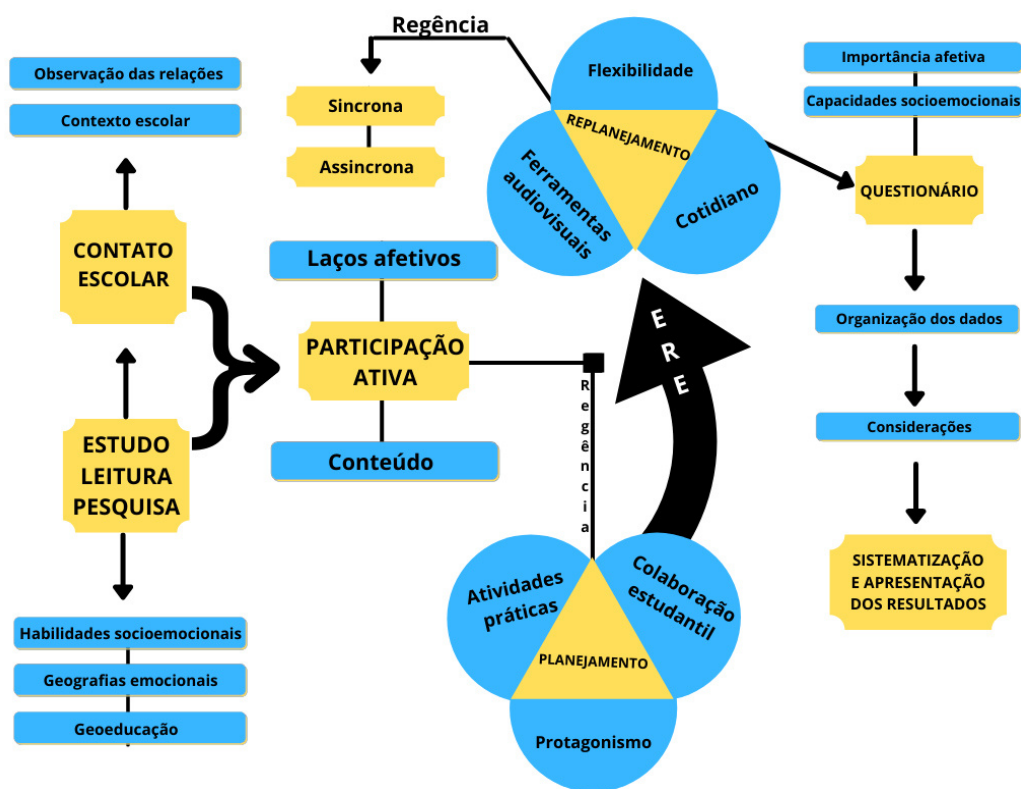 Observação das relações
Contexto escolar
CONTATO
ESCOLAR
ESTUDO
LEITURA
PESQUISA
Habilidades socioemocionais
Geografias emocionais
Geoeducação
Laços afetivos
PARTICIPAÇÃO
ATIVA
Conteúdo
Regência
Sincrona
Assincrona
Regência
Atividades
práticas
Colaboração
estudantil
PLANEJAMENTO
Protagonismo
ERE
Flexibilidade
REPLANEJAMENTO
Ferramentas
audiovisuais
Cotidiano
Importância afetiva
Capacidades socioemocionais
QUESTIONÁRIO
Organização dos dados
Considerações
SISTEMATIZAÇÃO
E APRESENTAÇÃO
DOS RESULTADOS